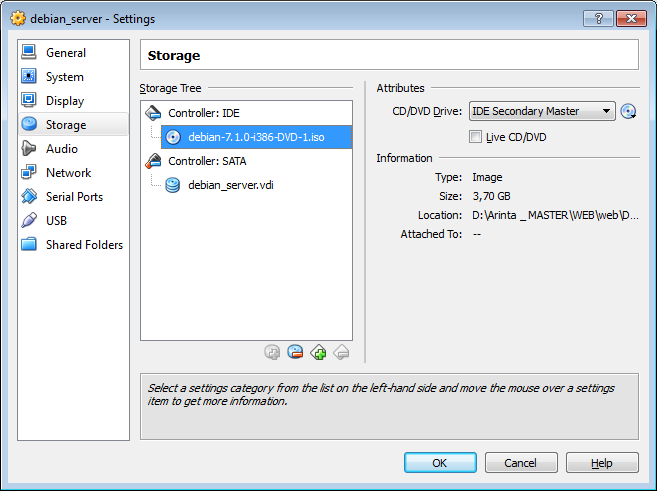 debian_server - Settings
General
System
Display
Storage
Audio
Network
Serial Ports
USB
Shared Folders
Storage
Storage Tree
Controller: IDE
debian-7.1.0-i386-DVD-1.iso
Controller: SATA
debian_server.vdi
Attributes
CD/DVD Drive: IDE Secondary Master
Live CD/DVD
Information
Type: Image
Size: 3,70 GB
Location: D:\Arinta _ MASTER\WEB\web\D...
Attached To: --
Select a settings category from the list on the left-hand side and move the mouse over a settings
item to get more information.
OK Cancel Help